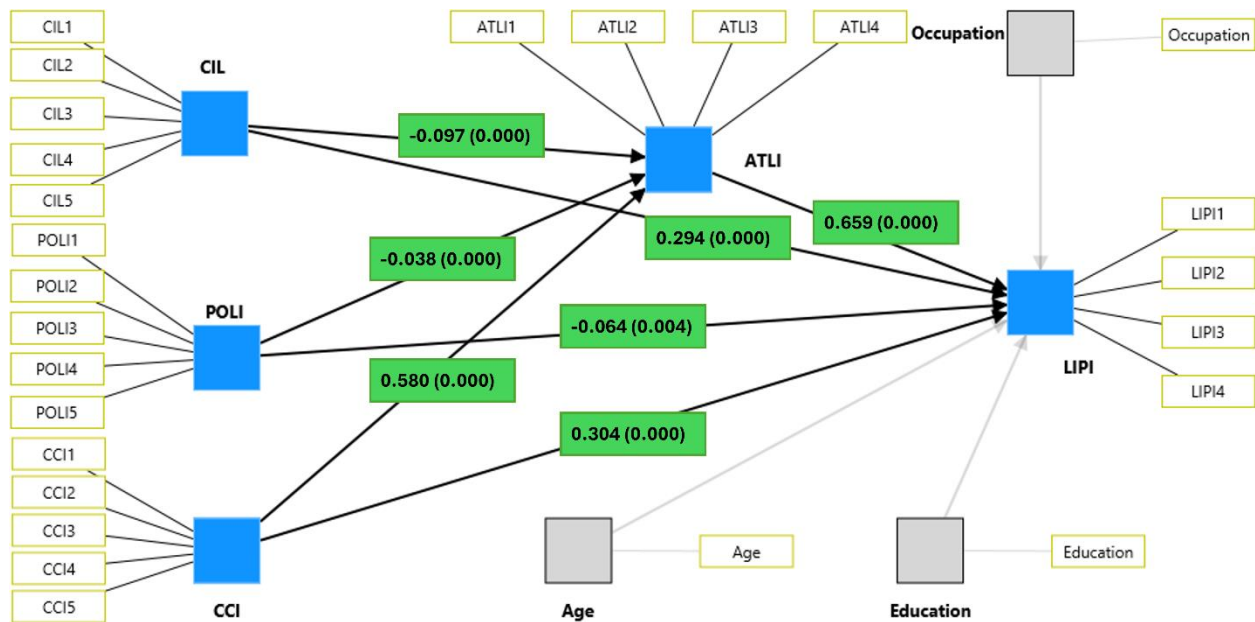 CIL1
CIL2
CIL3
CIL4
CIL5
CIL
ATLI1
ATLI2
ATLI3
ATLI4
Occupation
Occupation
-0.097 (0.000)
ATLI
0.659 (0.000)
0.294 (0.000)
POLI1
POLI2
POLI3
POLI4
POLI5
POLI
-0.038 (0.000)
-0.064 (0.004)
LIPI1
LIPI2
LIPI3
LIPI4
LIPI
0.580 (0.000)
0.304 (0.000)
CCI1
CCI2
CCI3
CCI4
CCI5
CCI
Age
Age
Education
Education